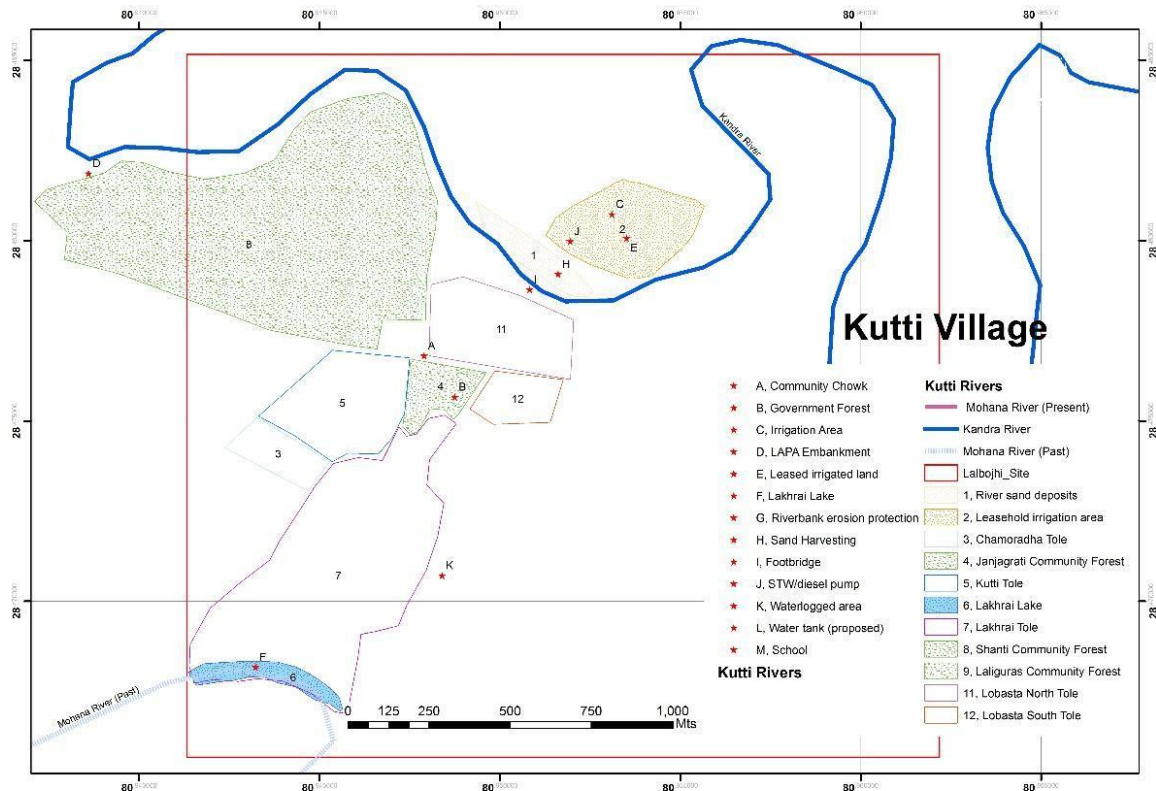 80 80 80 80 80 80
28 28
D
Kandra River
C
8
J 2
E
1 H
I
28 28
11
Kutti Village
A
4 B
5
12
3
28 28
K
7
28 28
F
6
Mohana River (Past)
A, Community Chowk
B, Government Forest
C, Irrigation Area
D, LAPA Embankment
E, Leased irrigated land
F, Lakhrai Lake
G, Riverbank erosion protection
H, Sand Harvesting
I, Footbridge
J, STW/diesel pump
K, Waterlogged area
L, Water tank (proposed)
M, School
Kutti Rivers
Kutti Rivers
Mohana River (Present)
Kandra River
Mohana River (Past)
Lalbojhi_Site
1, River sand deposits
2, Leasehold irrigation area
3, Chamoradha Tole
4, Janjagrati Community Forest
5, Kutti Tole
6, Lakhrai Lake
7, Lakhrai Tole
8, Shanti Community Forest
9, Laliguras Community Forest
11, Lobasta North Tole
12, Lobasta South Tole
0 125 250 500 750 1,000
Mts
80 80 80 80 80 80